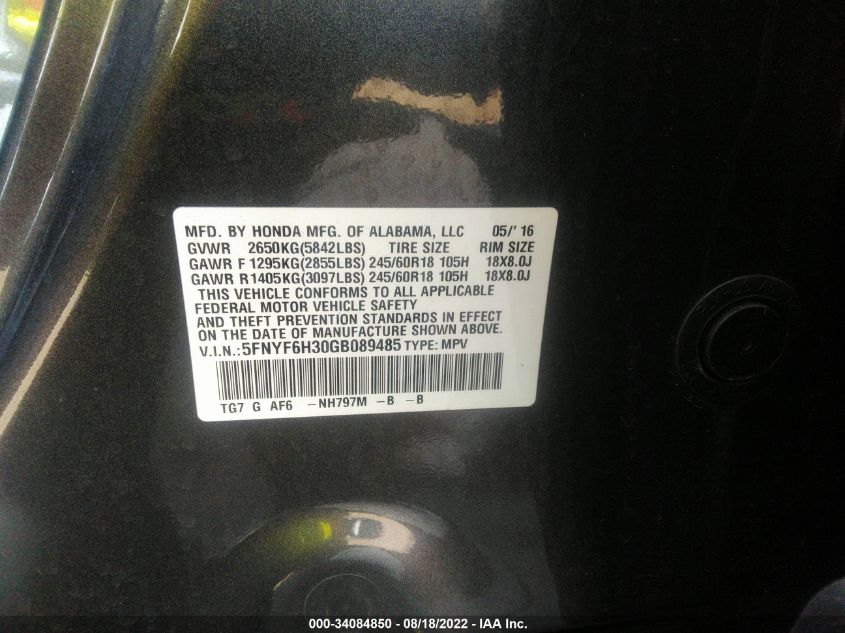 MFD. BY HONDA MFG. OF ALABAMA, LLC 05/' 16
GVWR 2650KG(5842LBS) TIRE SIZE RIM SIZE
GAWR F 1295KG(2855LBS) 245/60R18 105H 18X8.0J
GAWR R 1405KG(3097LBS) 245/60R18 105H 18X8.0J
THIS VEHICLE CONFORMS TO ALL APPLICABLE
FEDERAL MOTOR VEHICLE SAFETY
AND THEFT PREVENTION STANDARDS IN EFFECT
ON THE DATE OF MANUFACTURE SHOWN ABOVE.
V.I.N.:5FNYF6H30GB089485 TYPE: MPV
TG7 G AF6 -NH797M -B -B
000-34084850 - 08/18/2022 - IAA Inc.